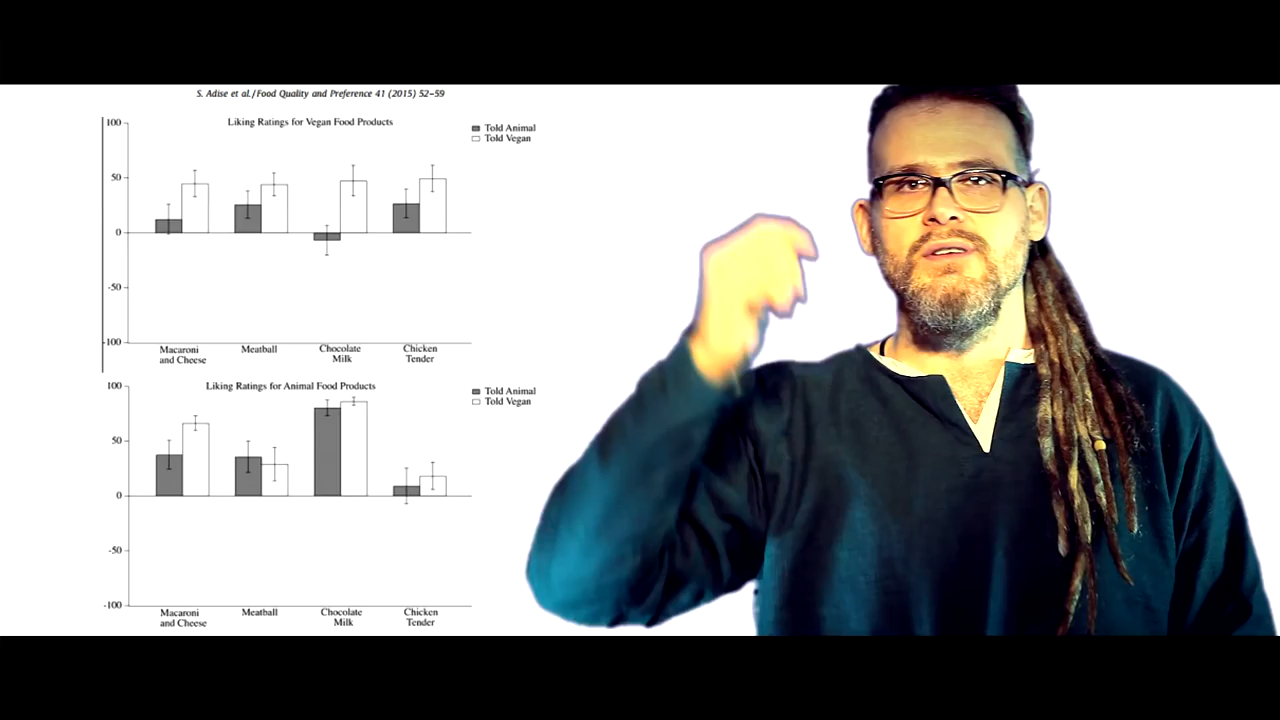 S. Adise et al./Food Quality and Preference 41 (2015) 52–59
Liking Ratings for Vegan Food Products
Told Animal
Told Vegan
100
50
0
-50
-100
Macaroni and Cheese
Meatball
Chocolate Milk
Chicken Tender
Liking Ratings for Animal Food Products
Told Animal
Told Vegan
100
50
0
-50
-100
Macaroni and Cheese
Meatball
Chocolate Milk
Chicken Tender